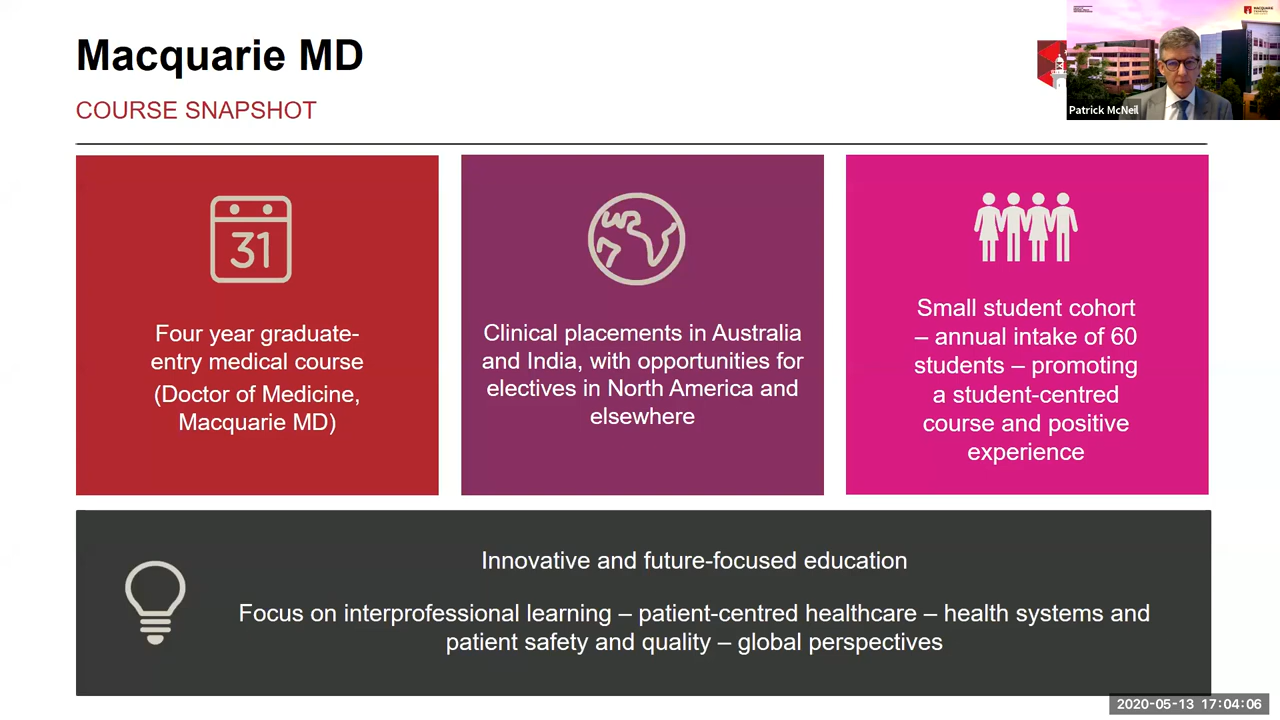 Macquarie MD
COURSE SNAPSHOT
MACQUARIE
Patrick McNeil
31
Four year graduate-
entry medical course
(Doctor of Medicine,
Macquarie MD)
Clinical placements in Australia
and India, with opportunities for
electives in North America and
elsewhere
Small student cohort
– annual intake of 60
students – promoting
a student-centred
course and positive
experience
Innovative and future-focused education
Focus on interprofessional learning – patient-centred healthcare – health systems and
patient safety and quality – global perspectives
2020-05-13 17:04:06